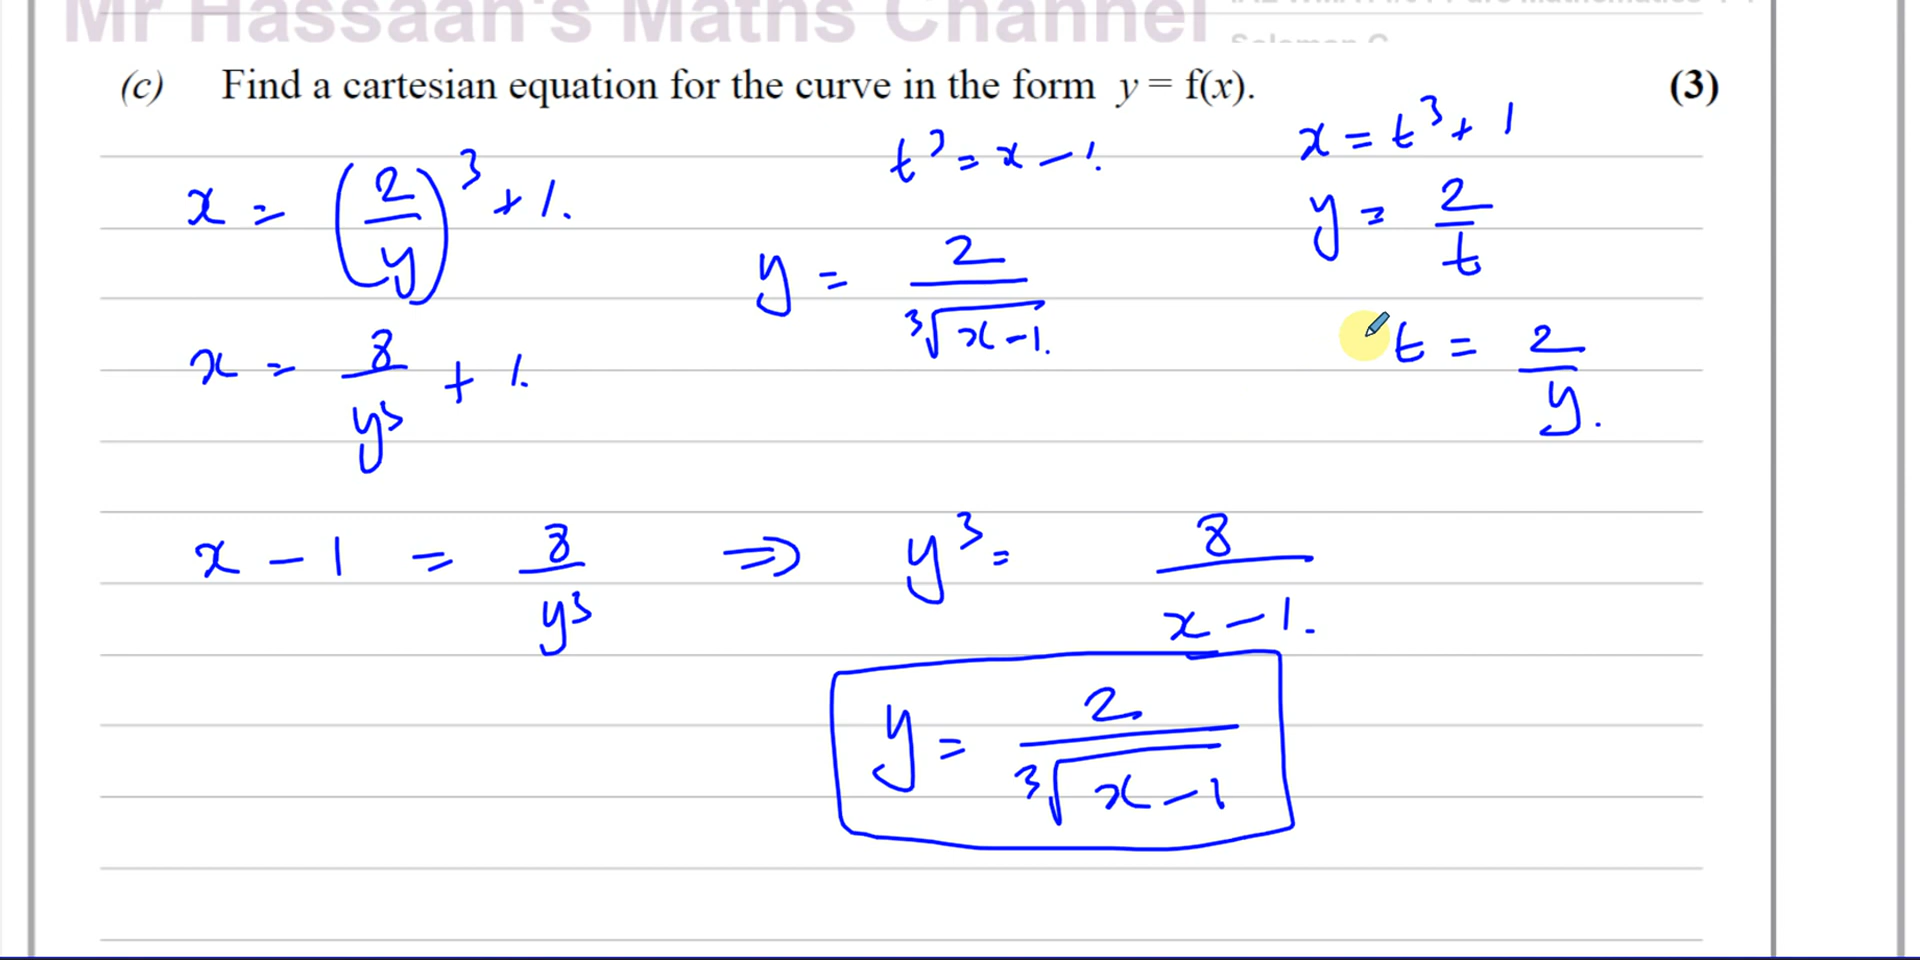 Mr Hassaan's Maths Channel
(c) Find a cartesian equation for the curve in the form y = f(x). (3)
x = t³ + 1
t³ = x - 1.
x = (2/y)³ + 1.
y = 2/t
y = 2/∛(x-1.)
x = 8/y³ + 1.
t = 2/y.
x - 1 = 8/y³ ⇒ y³ = 8/(x - 1.)
y = 2/∛(x-1)